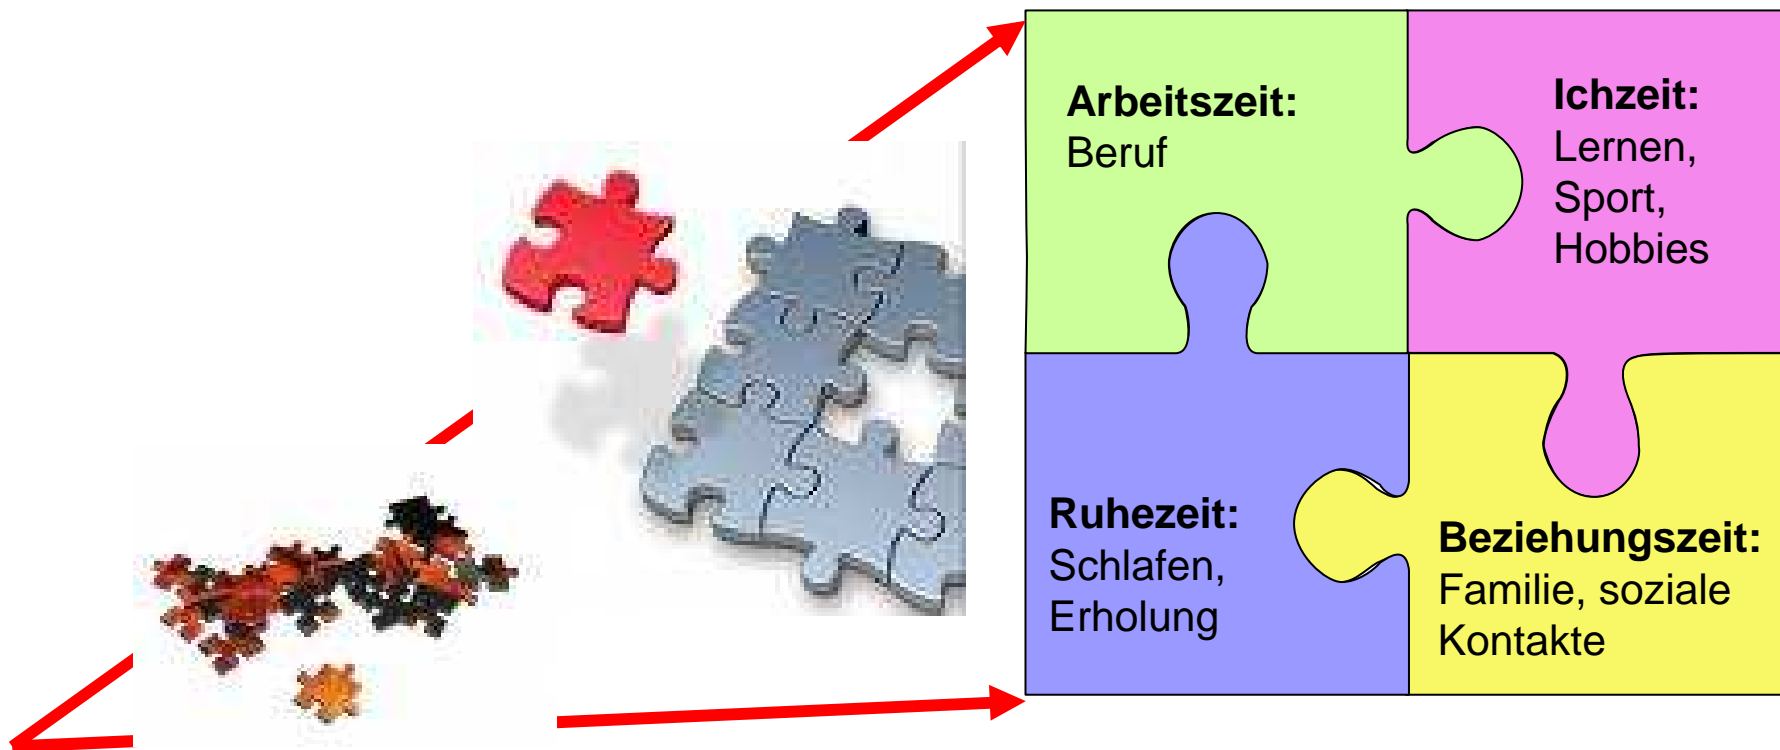 Arbeitszeit:
Beruf
Ichzeit:
Lernen,
Sport,
Hobbies
Ruhezeit:
Schlafen,
Erholung
Beziehungszeit:
Familie, soziale
Kontakte